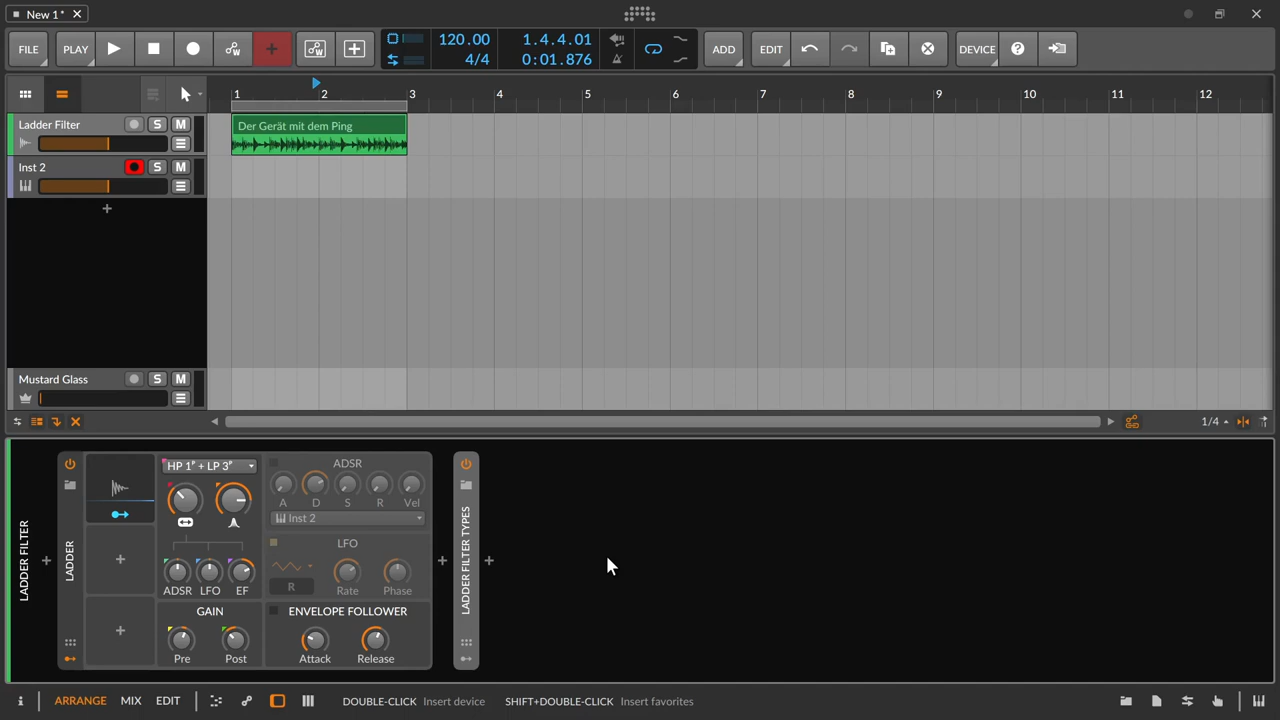 New 1*
FILE PLAY 120.00 4/4 1.4.4.01 0:01.876 ADD EDIT DEVICE
1 2 3 4 5 6 7 8 9 10 11 12
Ladder Filter S M
Der Gerät mit dem Ping
Inst 2 S M
Mustard Glass S M
1/4
LADDER FILTER
LADDER
HP 1" + LP 3"
ADSR LFO EF
GAIN
Pre Post
ADSR
A D S R Vel
Inst 2
LFO
R Rate Phase
ENVELOPE FOLLOWER
Attack Release
LADDER FILTER TYPES
i ARRANGE MIX EDIT DOUBLE-CLICK Insert device SHIFT+DOUBLE-CLICK Insert favorites